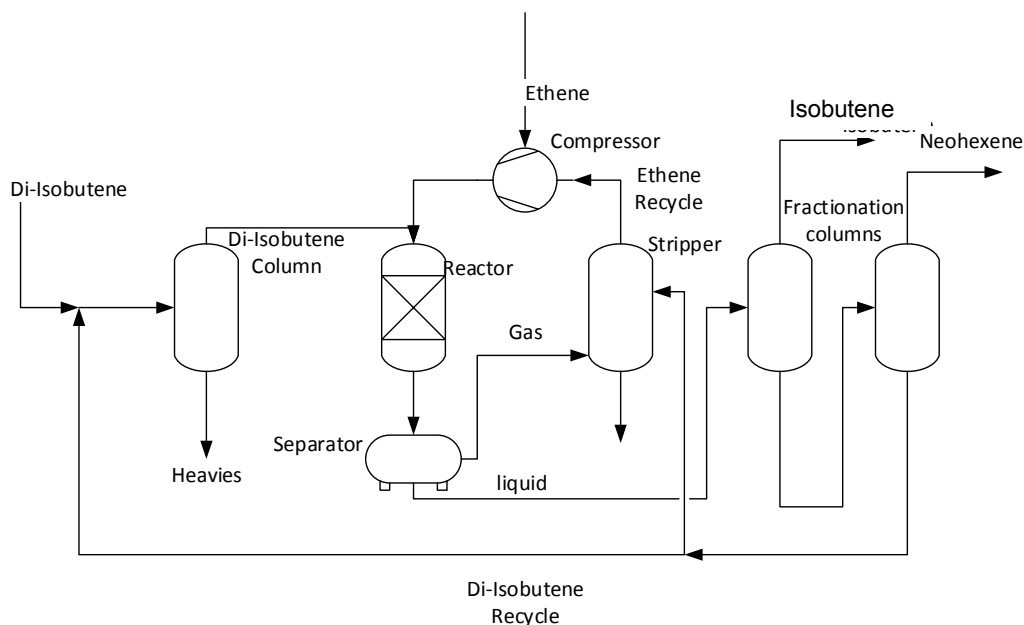 Ethene
Isobutene
Compressor
Neohexene
Di-Isobutene
Ethene
Recycle
Fractionation
columns
Di-Isobutene
Column
Stripper
Reactor
Gas
Separator
Heavies
liquid
Di-Isobutene
Recycle